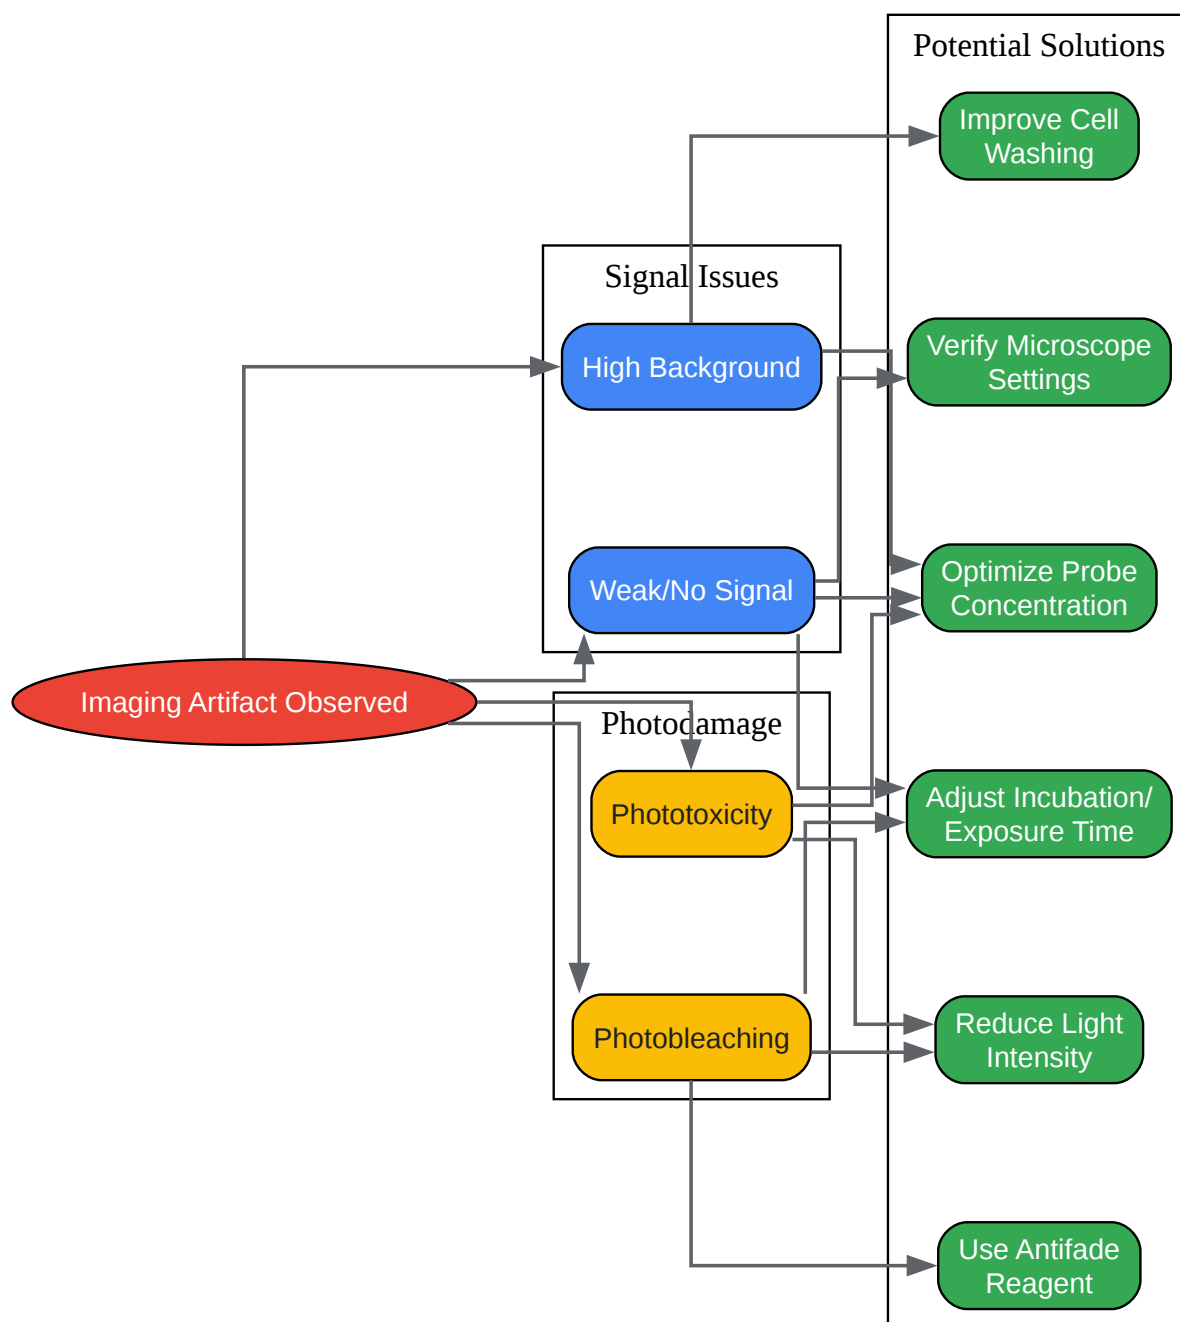 Potential Solutions
Improve Cell
Washing
Signal Issues
High Background
Verify Microscope
Settings
Weak/No Signal
Optimize Probe
Concentration
Imaging Artifact Observed
Photodamage
Phototoxicity
Adjust Incubation/
Exposure Time
Photobleaching
Reduce Light
Intensity
Use Antifade
Reagent